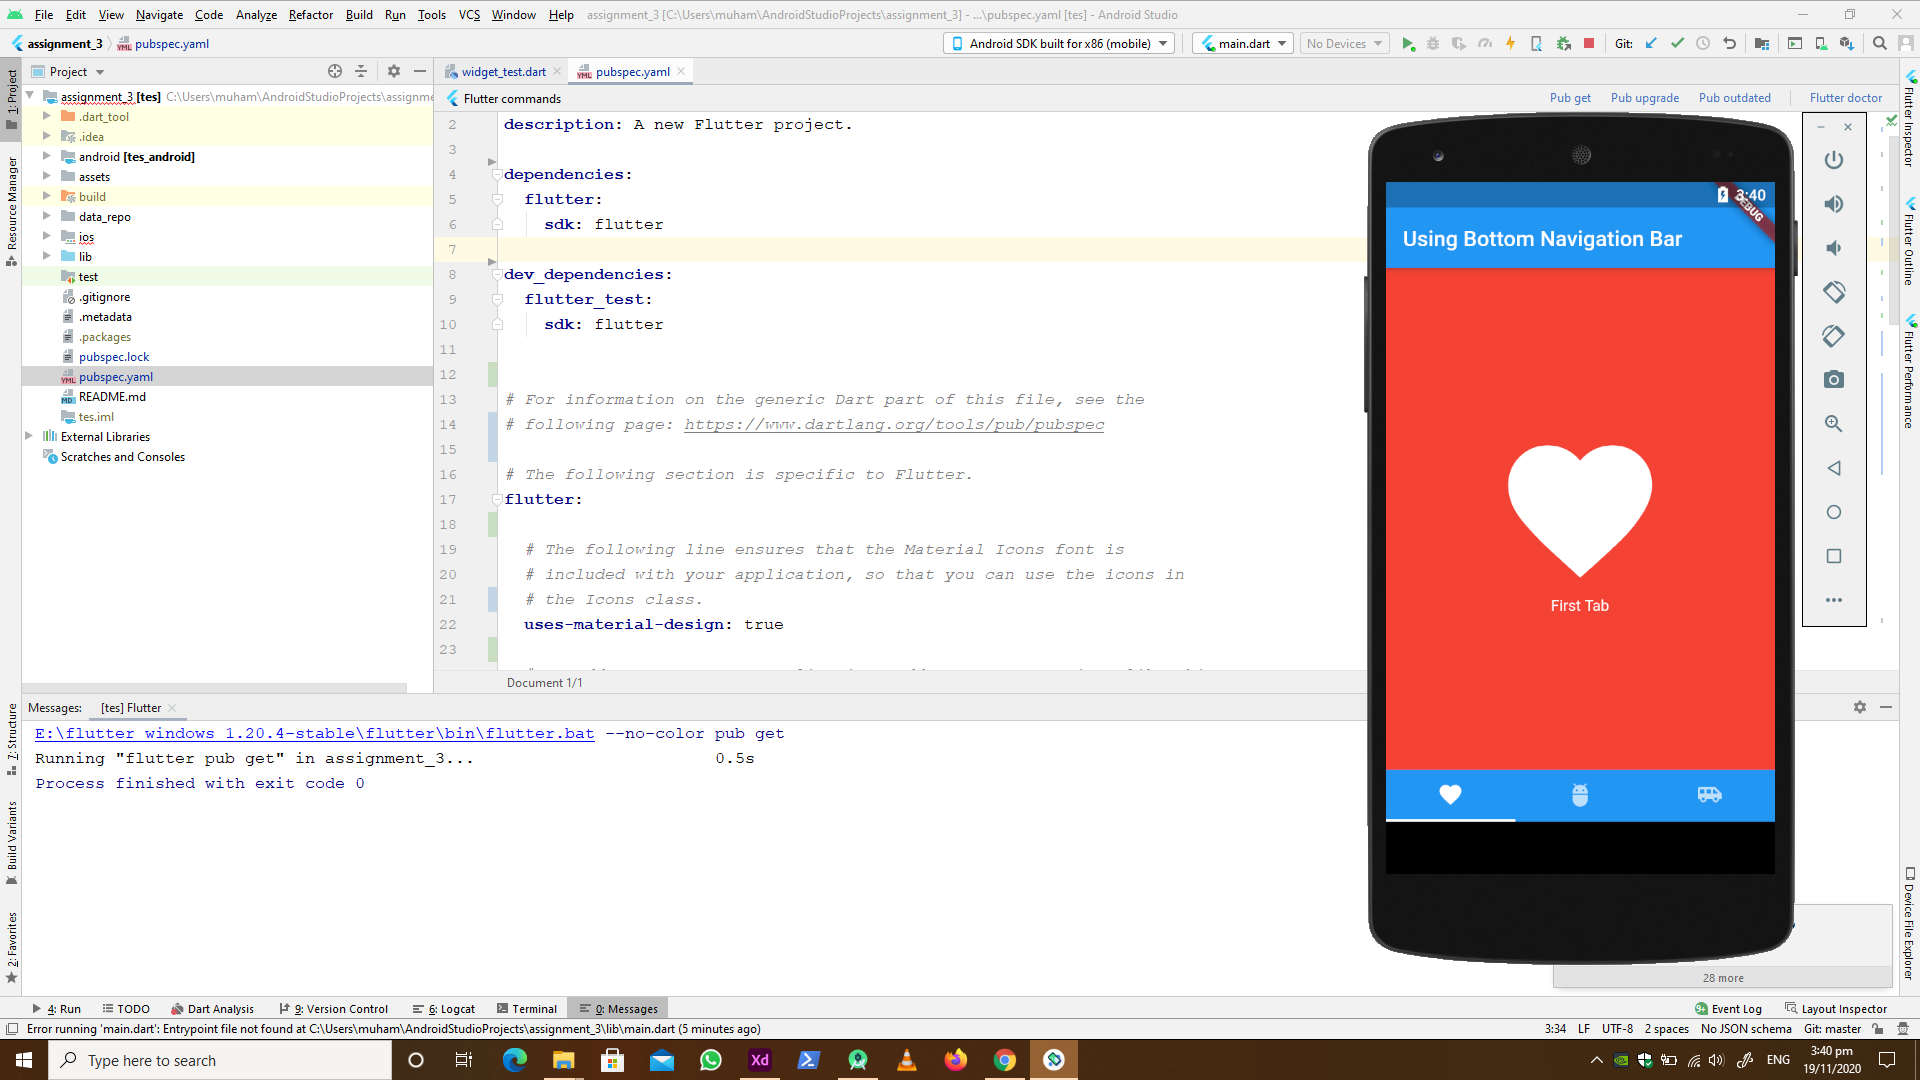 File Edit View Navigate Code Analyze Refactor Build Run Tools VCS Window Help assignment_3 [C:\Users\muham\AndroidStudioProjects\assignment_3] - ...\pubspec.yaml [tes] - Android Studio
assignment_3 pubspec.yaml Android SDK built for x86 (mobile) main.dart No Devices Git:
Project
widget_test.dart pubspec.yaml
assignment_3 [tes] C:\Users\muham\AndroidStudioProjects\assignme
.dart_tool
.idea
android [tes_android]
assets
build
data_repo
ios
lib
test
.gitignore
.metadata
.packages
pubspec.lock
pubspec.yaml
README.md
tes.iml
External Libraries
Scratches and Consoles
1: Project
Resource Manager
7: Structure
Build Variants
2: Favorites
Flutter commands Pub get Pub upgrade Pub outdated Flutter doctor
2 description: A new Flutter project.
3
4 dependencies:
5 flutter:
6 sdk: flutter
7
8 dev_dependencies:
9 flutter_test:
10 sdk: flutter
11
12
13 # For information on the generic Dart part of this file, see the
14 # following page: https://www.dartlang.org/tools/pub/pubspec
15
16 # The following section is specific to Flutter.
17 flutter:
18
19 # The following line ensures that the Material Icons font is
20 # included with your application, so that you can use the icons in
21 # the Icons class.
22 uses-material-design: true
23
Document 1/1
3:40
DEBUG
Using Bottom Navigation Bar
First Tab
Flutter Inspector
Flutter Outline
Flutter Performance
Device File Explorer
Messages: [tes] Flutter
E:\flutter_windows_1.20.4-stable\flutter\bin\flutter.bat --no-color pub get
Running "flutter pub get" in assignment_3... 0.5s
Process finished with exit code 0
28 more
4: Run TODO Dart Analysis 9: Version Control 6: Logcat Terminal 0: Messages 9 Event Log Layout Inspector
Error running 'main.dart': Entrypoint file not found at C:\Users\muham\AndroidStudioProjects\assignment_3\lib\main.dart (5 minutes ago) 3:34 LF UTF-8 2 spaces No JSON schema Git: master
Type here to search Xd ENG 3:40 pm
19/11/2020